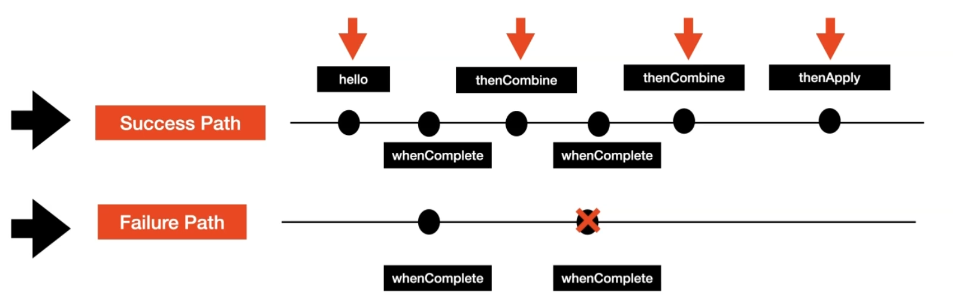 hello
thenCombine
thenCombine
thenApply
Success Path
whenComplete
whenComplete
Failure Path
whenComplete
whenComplete